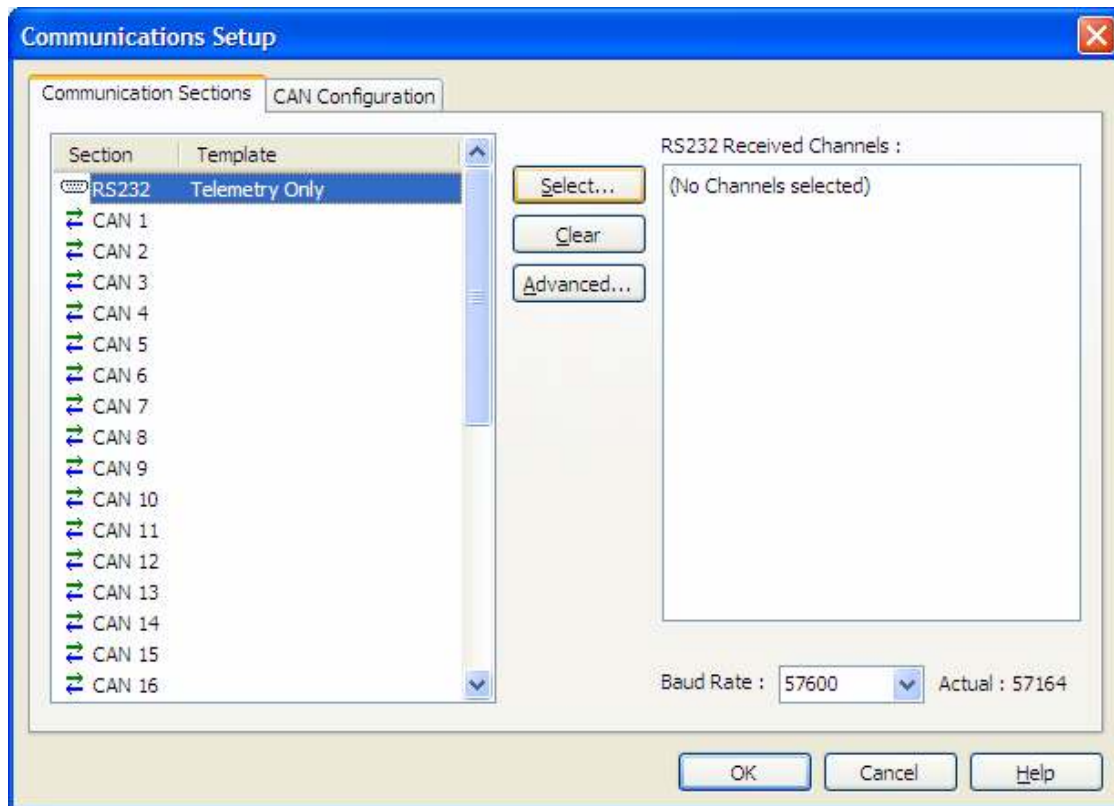 Communications Setup
Communication Sections
CAN Configuration
Section Template
RS232 Telemetry Only
CAN 1
CAN 2
CAN 3
CAN 4
CAN 5
CAN 6
CAN 7
CAN 8
CAN 9
CAN 10
CAN 11
CAN 12
CAN 13
CAN 14
CAN 15
CAN 16
Select...
Clear
Advanced...
RS232 Received Channels :
(No Channels selected)
Baud Rate : 57600 Actual : 57164
OK Cancel Help